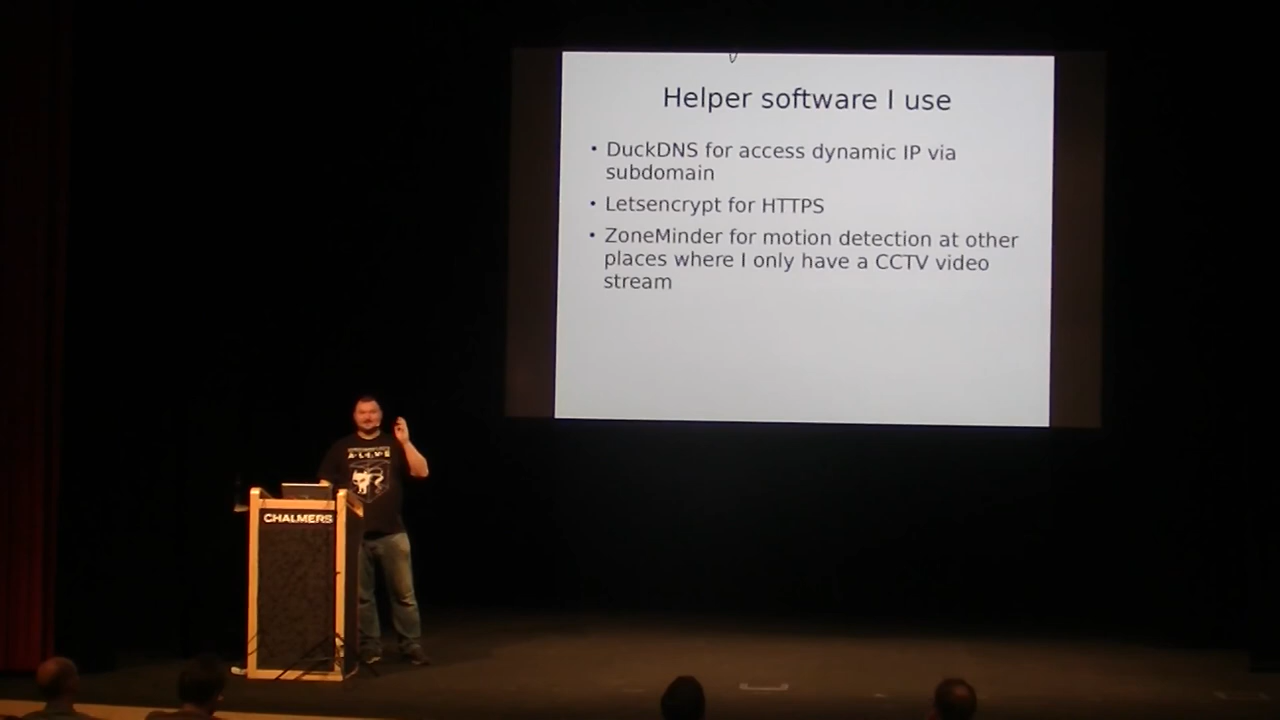 Helper software I use
• DuckDNS for access dynamic IP via
subdomain
• Letsencrypt for HTTPS
• ZoneMinder for motion detection at other
places where I only have a CCTV video
stream
CHALMERS